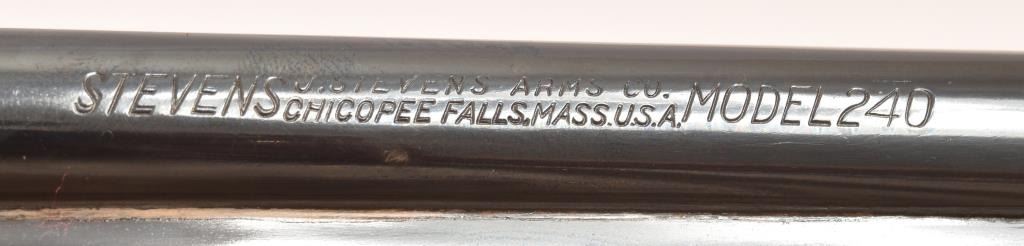 STEVENS J. STEVENS ARMS CO. MODEL 240
CHICOPEE FALLS, MASS. U.S.A.